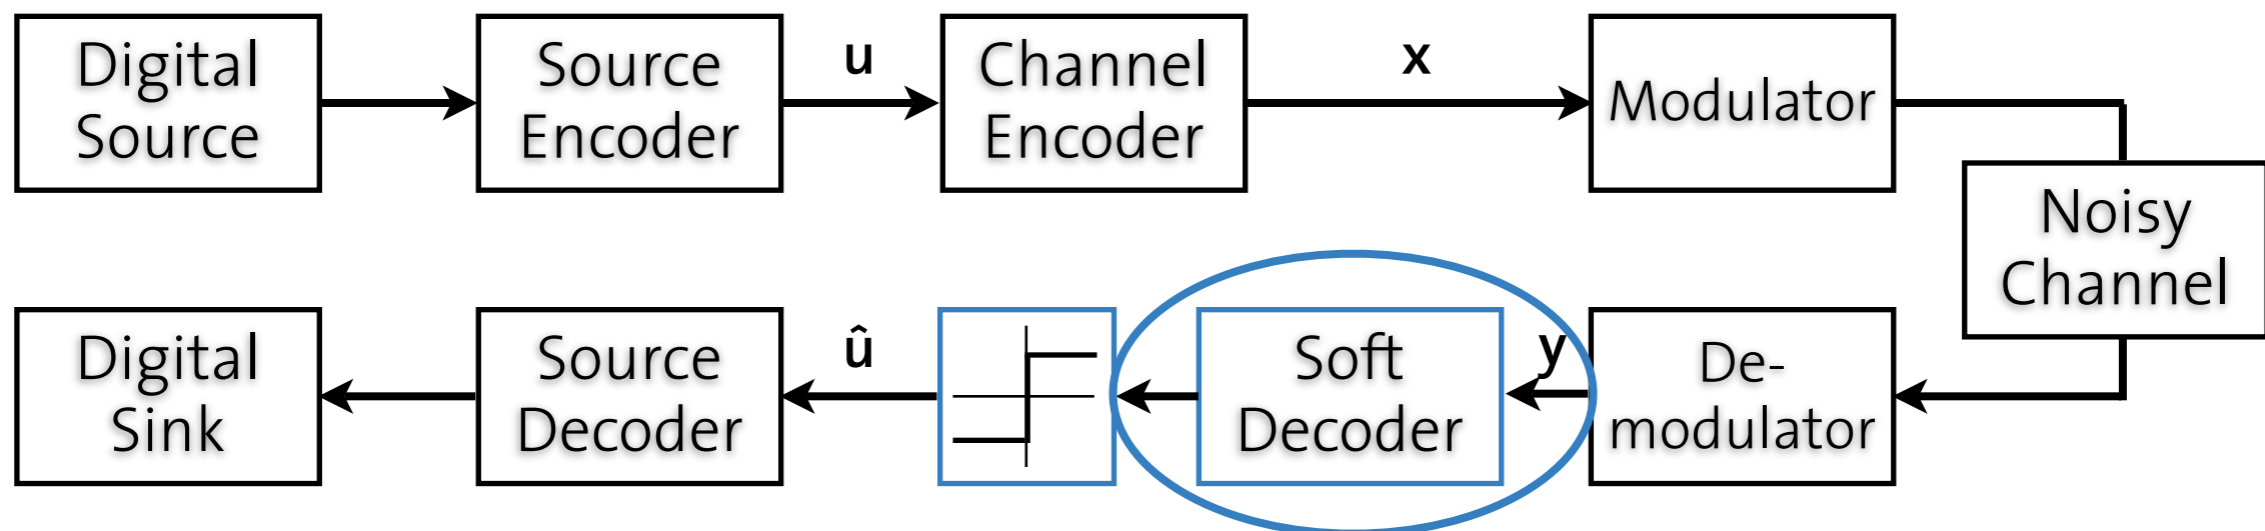 Digital
Source
Source
Encoder
u
Channel
Encoder
x
Modulator
Noisy
Channel
Digital
Sink
Source
Decoder
û
Soft
Decoder
y
De-
modulator